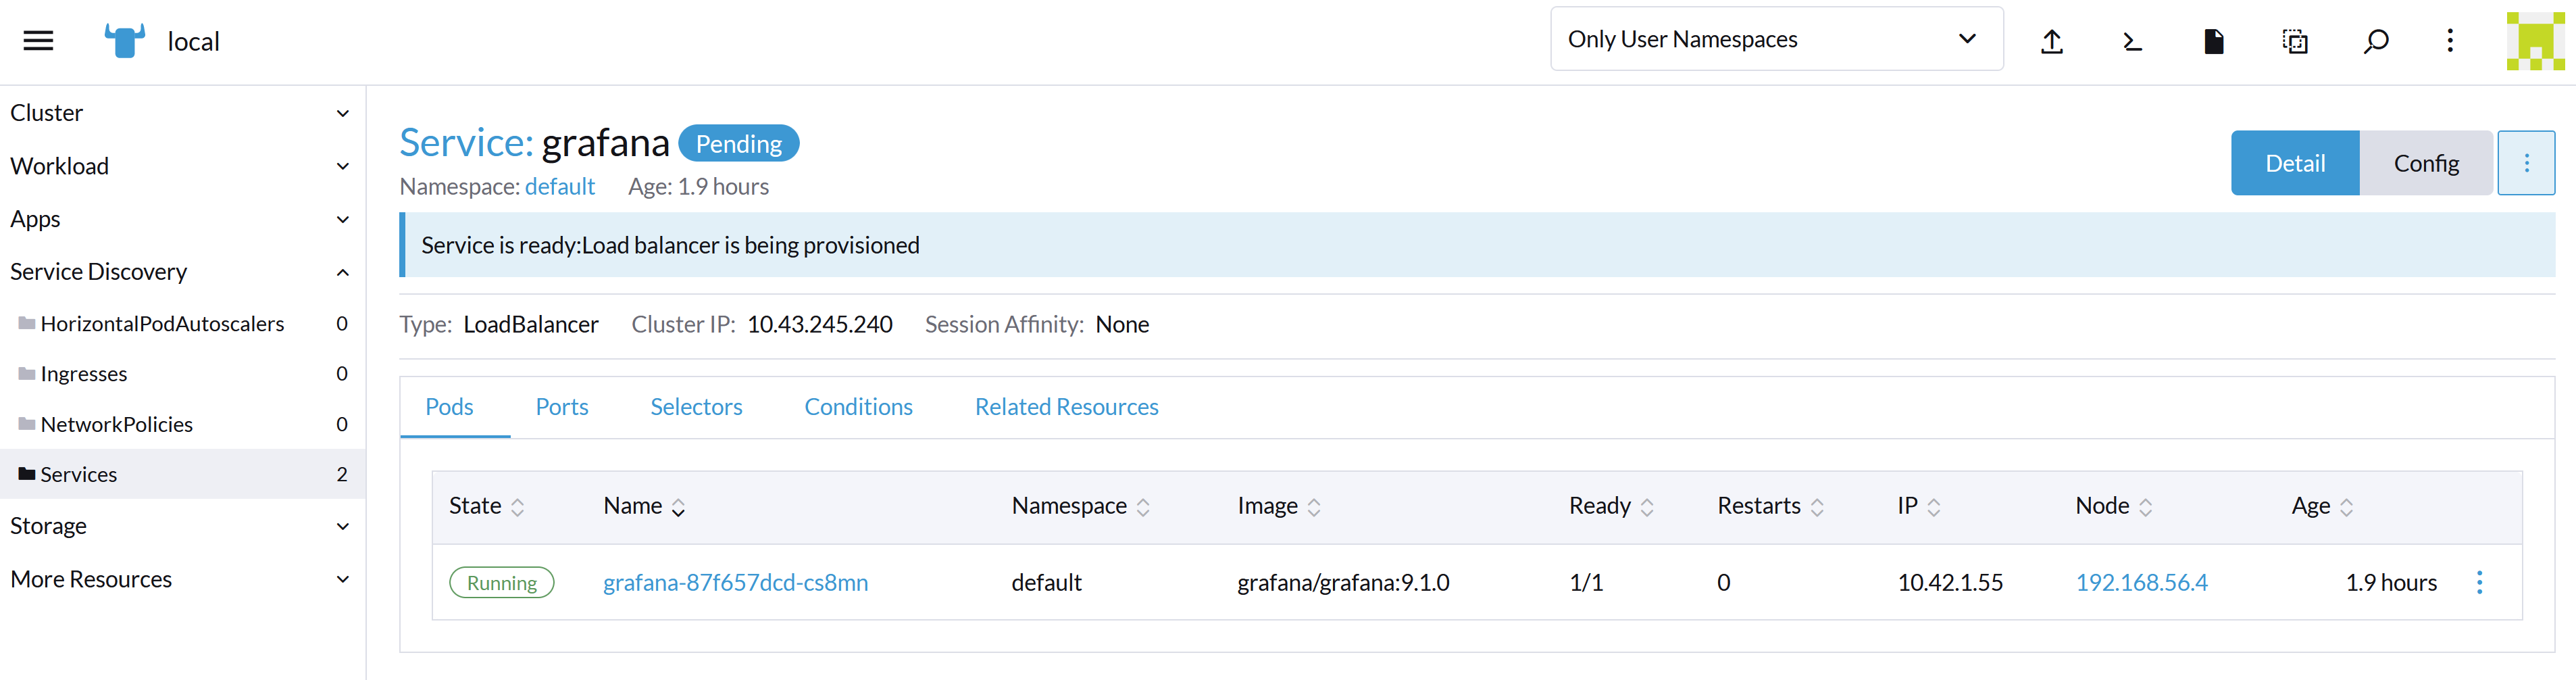 local
Only User Namespaces
Cluster
Workload
Apps
Service Discovery
HorizontalPodAutoscalers 0
Ingresses 0
NetworkPolicies 0
Services 2
Storage
More Resources
Service: grafana Pending
Namespace: default Age: 1.9 hours
Detail Config
Service is ready:Load balancer is being provisioned
Type: LoadBalancer Cluster IP: 10.43.245.240 Session Affinity: None
Pods Ports Selectors Conditions Related Resources
State Name Namespace Image Ready Restarts IP Node Age
Running grafana-87f657dcd-cs8mn default grafana/grafana:9.1.0 1/1 0 10.42.1.55 192.168.56.4 1.9 hours